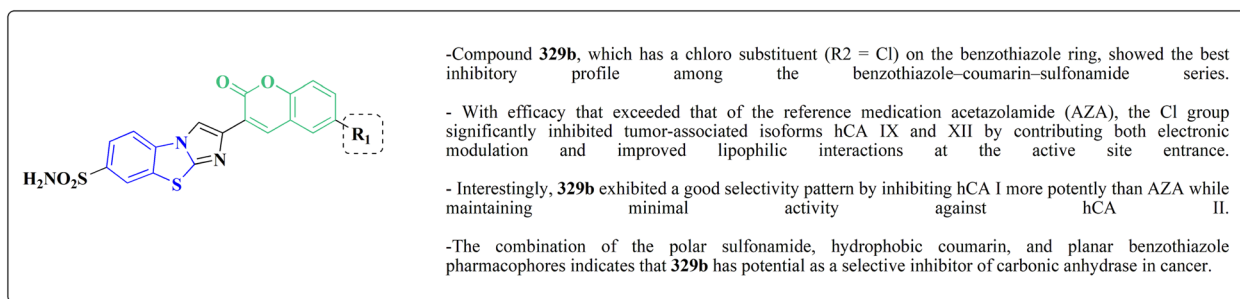 -Compound 329b, which has a chloro substituent (R2 = Cl) on the benzothiazole ring, showed the best
inhibitory profile among the benzothiazole–coumarin–sulfonamide series.
- With efficacy that exceeded that of the reference medication acetazolamide (AZA), the Cl group
significantly inhibited tumor-associated isoforms hCA IX and XII by contributing both electronic
modulation and improved lipophilic interactions at the active site entrance.
- Interestingly, 329b exhibited a good selectivity pattern by inhibiting hCA I more potently than AZA while
maintaining minimal activity against hCA II.
-The combination of the polar sulfonamide, hydrophobic coumarin, and planar benzothiazole
pharmacophores indicates that 329b has potential as a selective inhibitor of carbonic anhydrase in cancer.
O
O
R1
N
N
S
H2NO2S